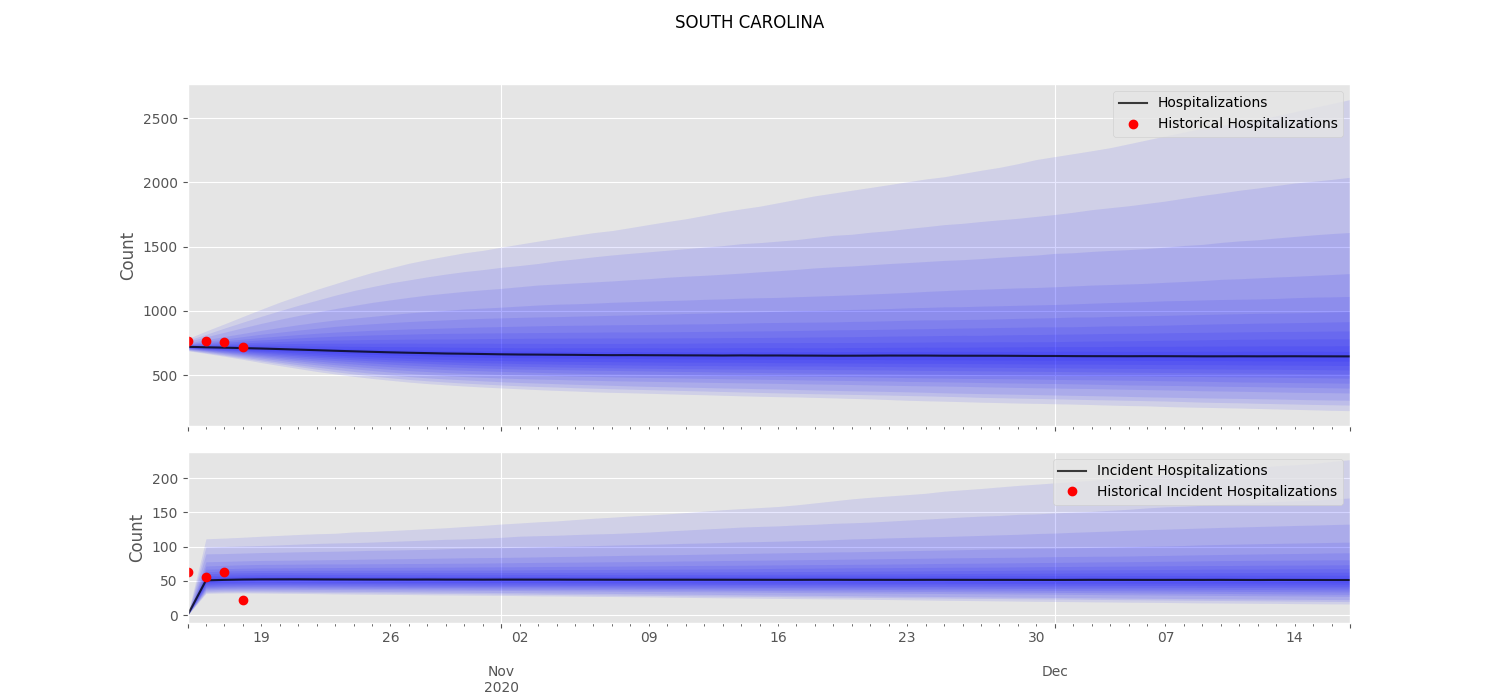 SOUTH CAROLINA
Hospitalizations
Historical Hospitalizations
2500
2000
1500
1000
500
Count
Incident Hospitalizations
Historical Incident Hospitalizations
200
150
100
50
0
Count
19 26 02 09 16 23 30 07 14
Nov Dec
2020